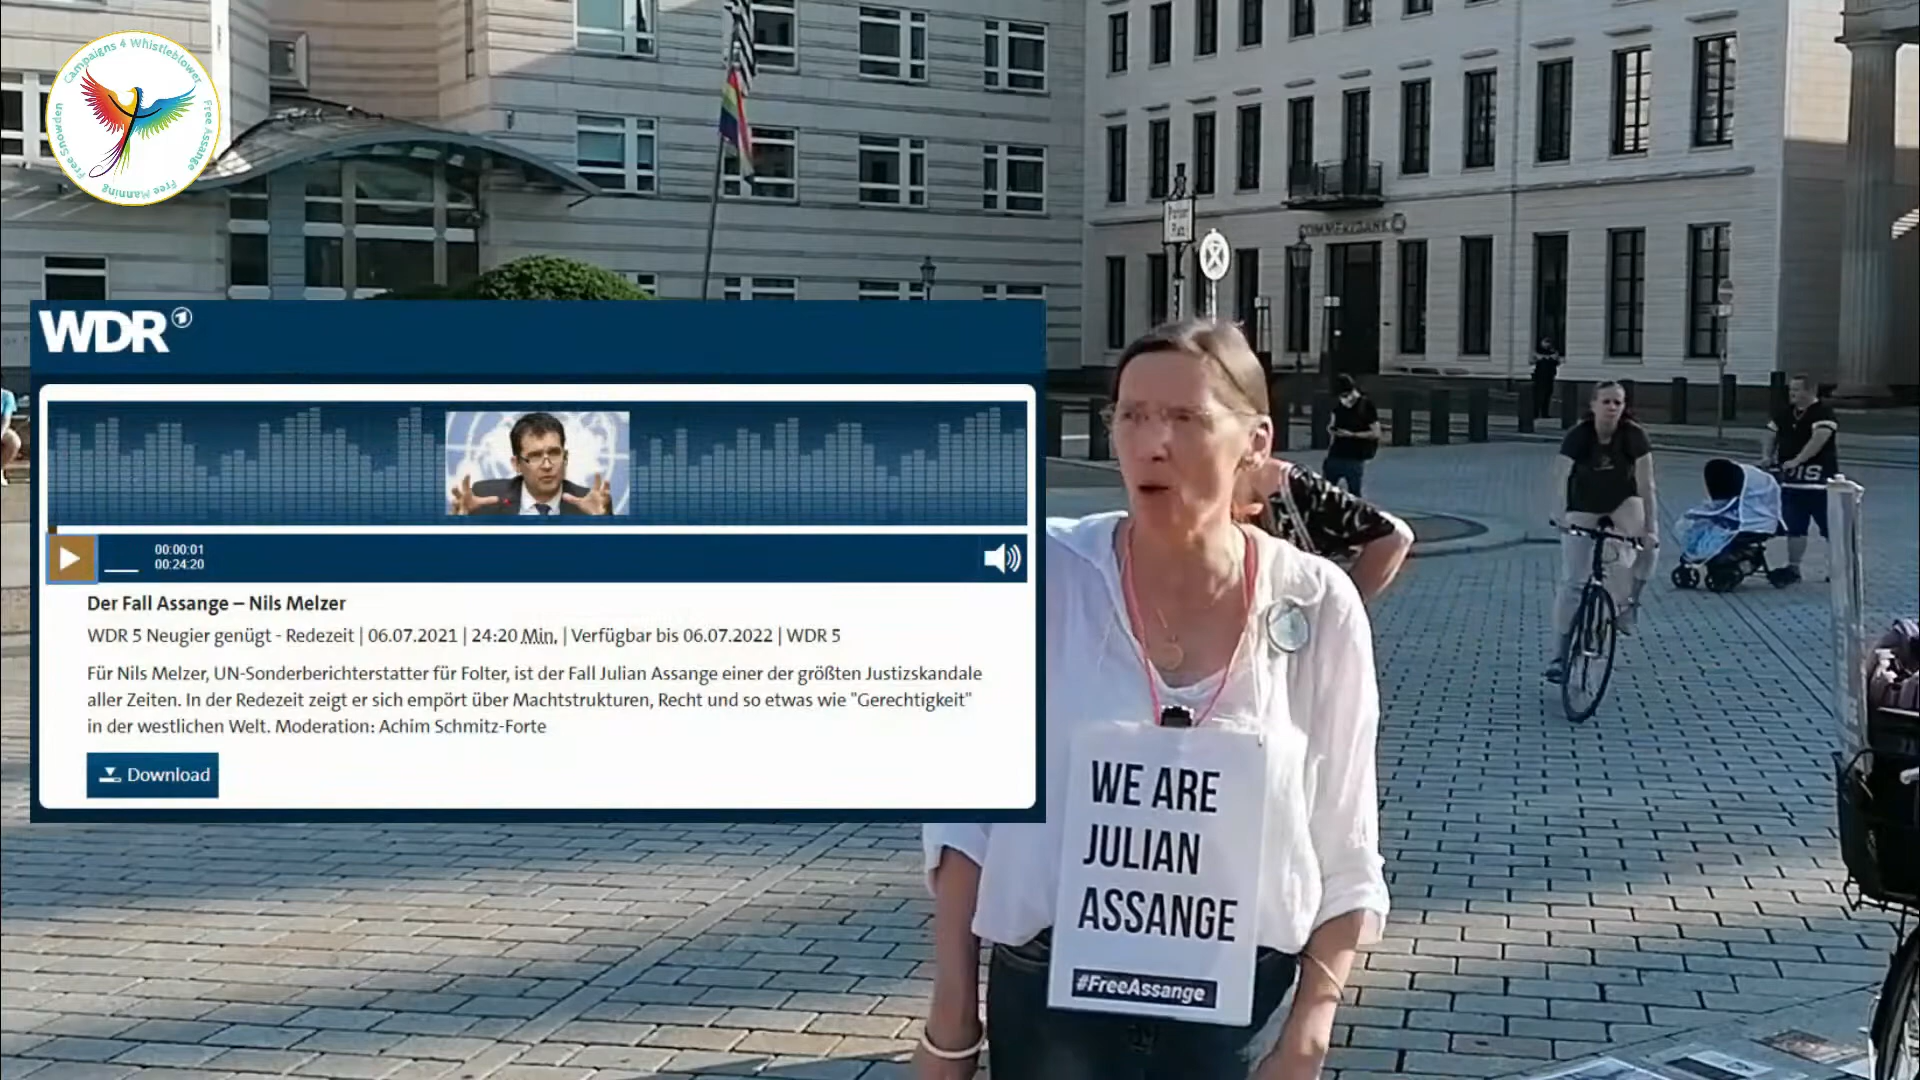 Campaigns 4 Whistleblower
Free Assange
Free Manning
Free Snowden
Pariser
Platz
COMMERZBANK
WDR
00:00:01
00:24:20
Der Fall Assange – Nils Melzer
WDR 5 Neugier genügt - Redezeit | 06.07.2021 | 24:20 Min. | Verfügbar bis 06.07.2022 | WDR 5
Für Nils Melzer, UN-Sonderberichterstatter für Folter, ist der Fall Julian Assange einer der größten Justizskandale
aller Zeiten. In der Redezeit zeigt er sich empört über Machtstrukturen, Recht und so etwas wie "Gerechtigkeit"
in der westlichen Welt. Moderation: Achim Schmitz-Forte
Download
WE ARE
JULIAN
ASSANGE
#FreeAssange